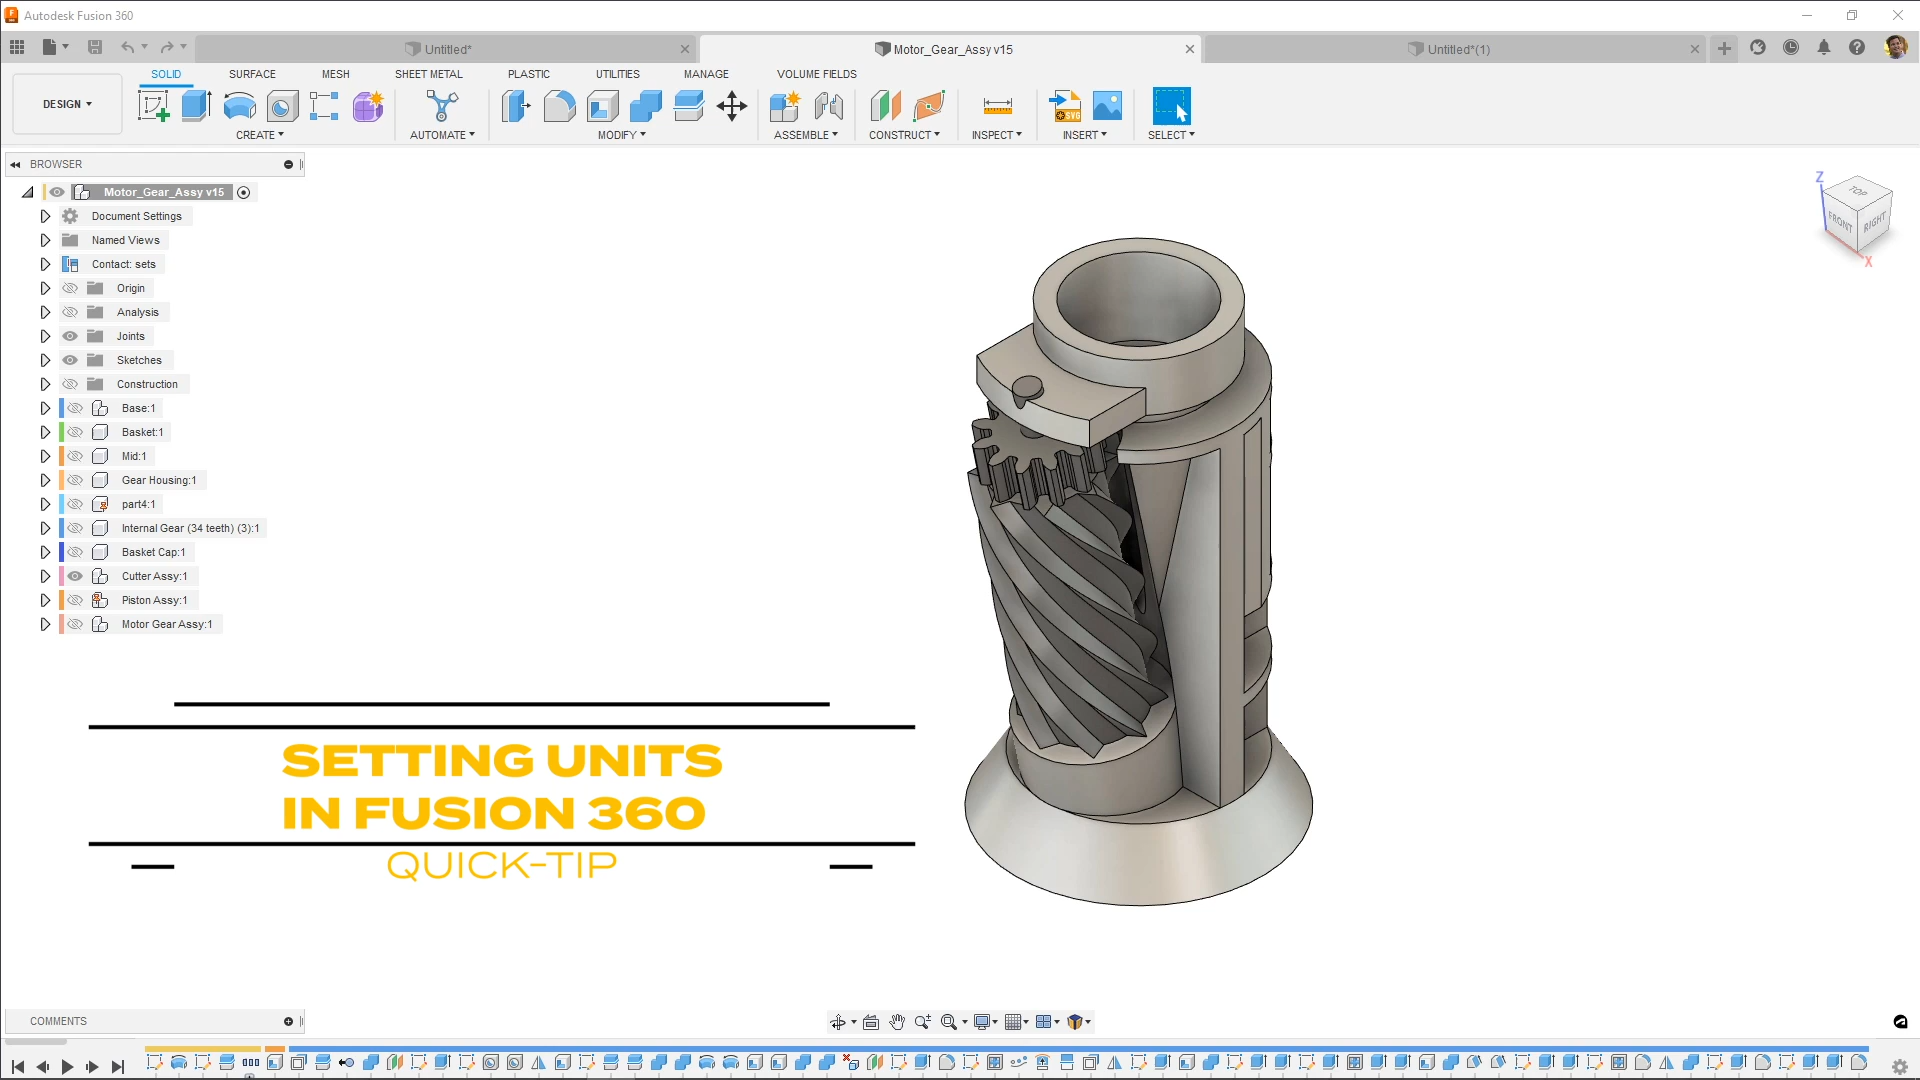 Autodesk Fusion 360
Untitled*
Motor_Gear_Assy v15
Untitled*(1)
SOLID
SURFACE
MESH
SHEET METAL
PLASTIC
UTILITIES
MANAGE
VOLUME FIELDS
DESIGN
CREATE
AUTOMATE
MODIFY
ASSEMBLE
CONSTRUCT
INSPECT
INSERT
SELECT
SVG
BROWSER
Motor_Gear_Assy v15
Document Settings
Named Views
Contact: sets
Origin
Analysis
Joints
Sketches
Construction
Base:1
Basket:1
Mid:1
Gear Housing:1
part4:1
Internal Gear (34 teeth) (3):1
Basket Cap:1
Cutter Assy:1
Piston Assy:1
Motor Gear Assy:1
Z
TOP
FRONT
RIGHT
X
SETTING UNITS
IN FUSION 360
QUICK-TIP
COMMENTS